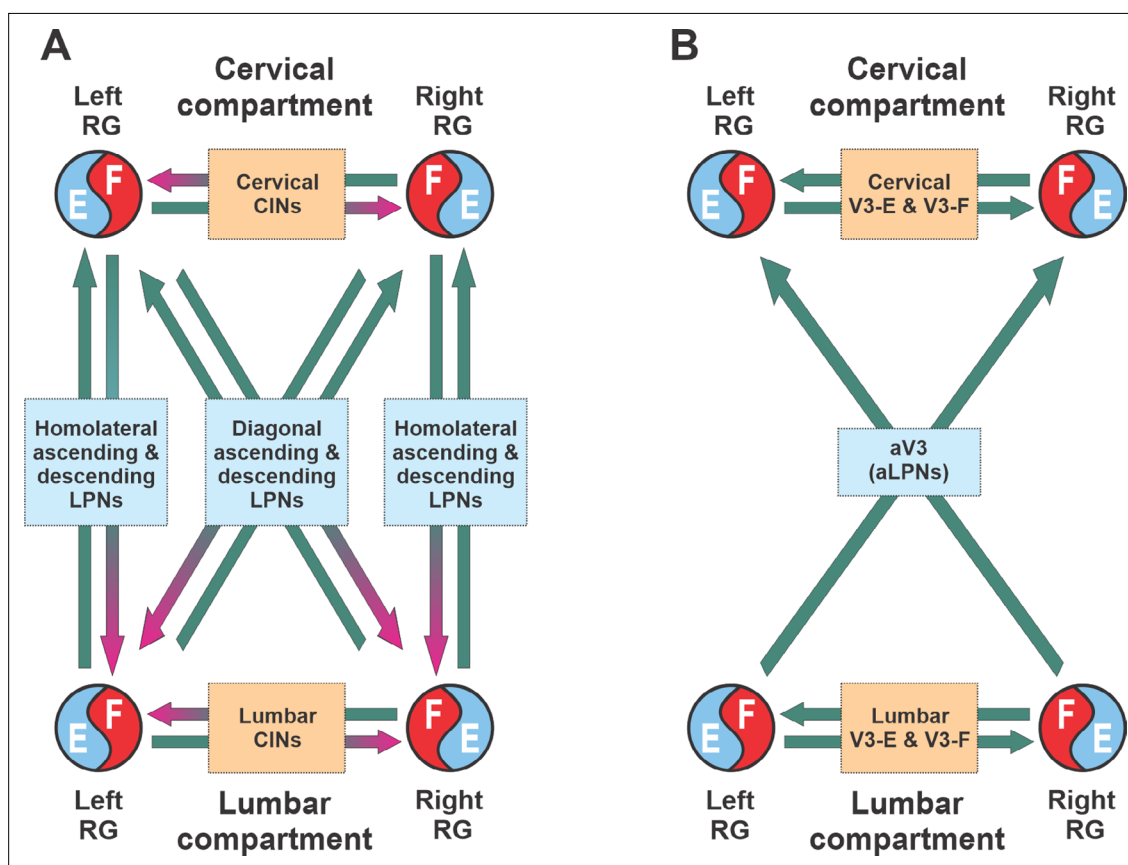 A
Cervical
compartment
Left
RG
Right
RG
E
F
Cervical
CINs
F
E
Homolateral
ascending &
descending
LPNs
Diagonal
ascending &
descending
LPNs
Homolateral
ascending &
descending
LPNs
E
F
Lumbar
CINs
F
E
Left
RG
Lumbar
compartment
Right
RG
B
Cervical
compartment
Left
RG
Right
RG
E
F
Cervical
V3-E & V3-F
F
E
aV3
(aLPNs)
E
F
Lumbar
V3-E & V3-F
F
E
Left
RG
Lumbar
compartment
Right
RG